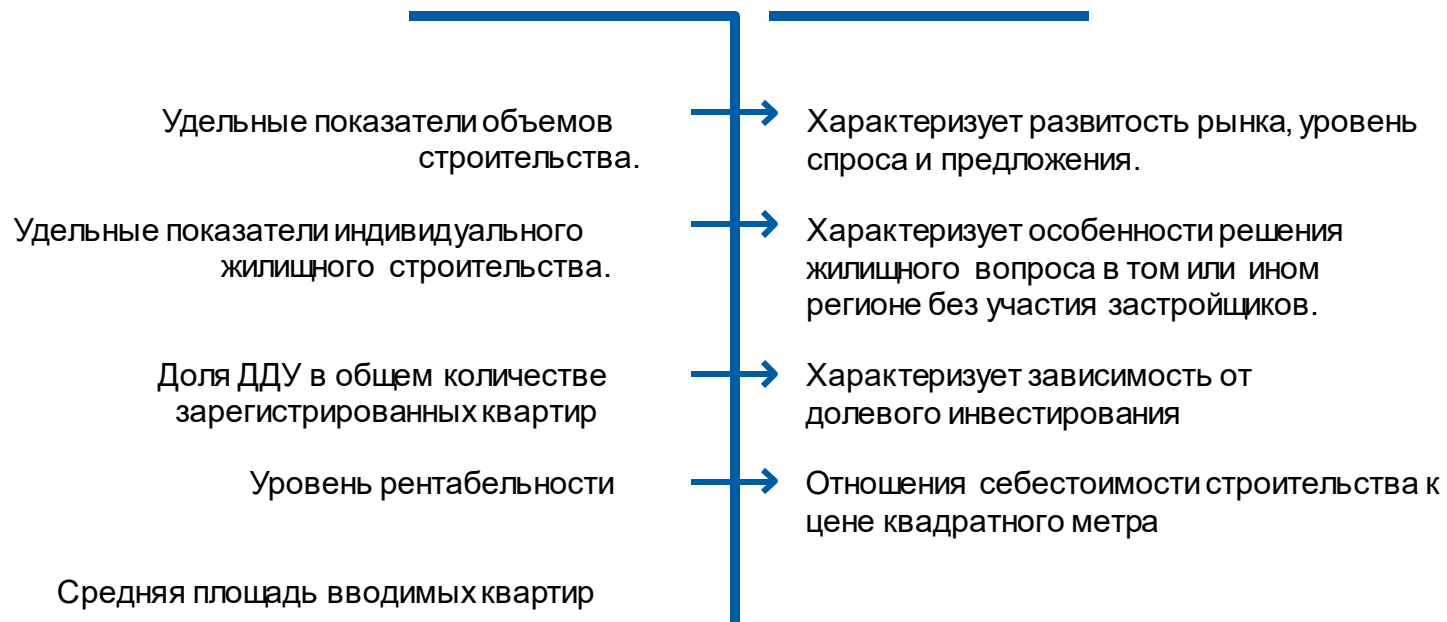 Удельные показатели объемов
строительства.
Характеризует развитость рынка, уровень
спроса и предложения.
Удельные показатели индивидуального
жилищного строительства.
Характеризует особенности решения
жилищного вопроса в том или ином
регионе без участия застройщиков.
Доля ДДУ в общем количестве
зарегистрированных квартир
Характеризует зависимость от
долевого инвестирования
Уровень рентабельности
Отношения себестоимости строительства к
цене квадратного метра
Средняя площадь вводимых квартир